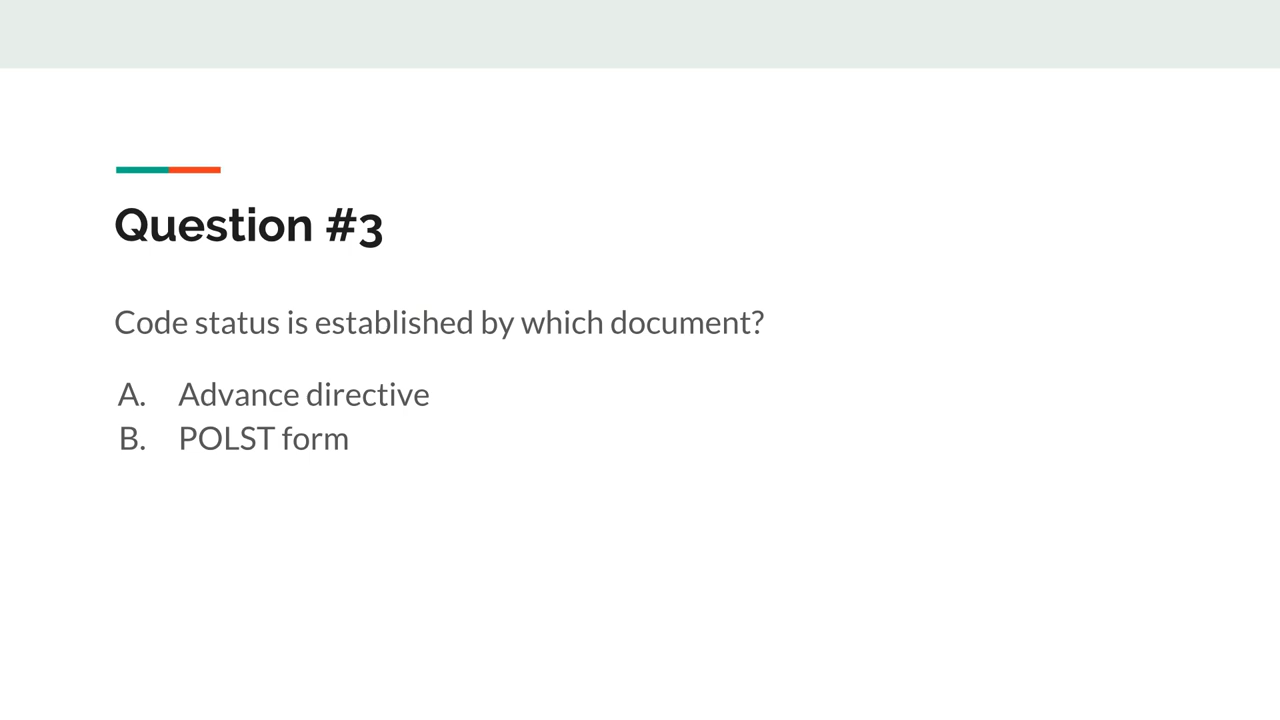 Question #3
Code status is established by which document?
A. Advance directive
B. POLST form